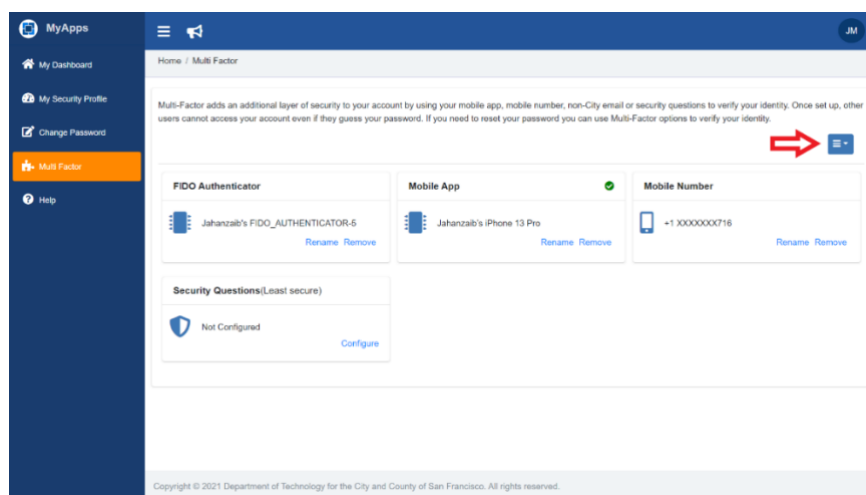 MyApps
JM
My Dashboard
Home / Multi Factor
My Security Profile
Multi-Factor adds an additional layer of security to your account by using your mobile app, mobile number, non-City email or security questions to verify your identity. Once set up, other
users cannot access your account even if they guess your password. If you need to reset your password you can use Multi-Factor options to verify your identity.
Change Password
Multi Factor
Help
FIDO Authenticator
Jahanzaib's FIDO_AUTHENTICATOR-5
Rename Remove
Mobile App
Jahanzaib's iPhone 13 Pro
Rename Remove
Mobile Number
+1 XXXXXXX716
Rename Remove
Security Questions(Least secure)
Not Configured
Configure
Copyright © 2021 Department of Technology for the City and County of San Francisco. All rights reserved.